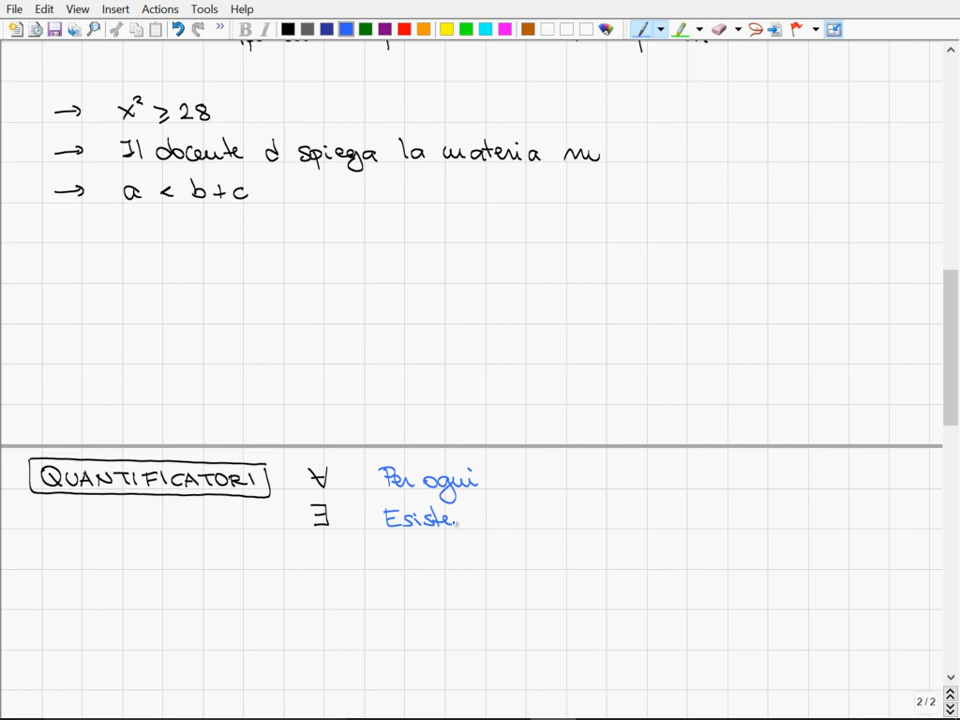 File Edit View Insert Actions Tools Help
→ x² ⩾ 28
→ Il docente d spiega la materia m
→ a < b + c
QUANTIFICATORI ∀ Per ogni
∃ Esiste
2 / 2